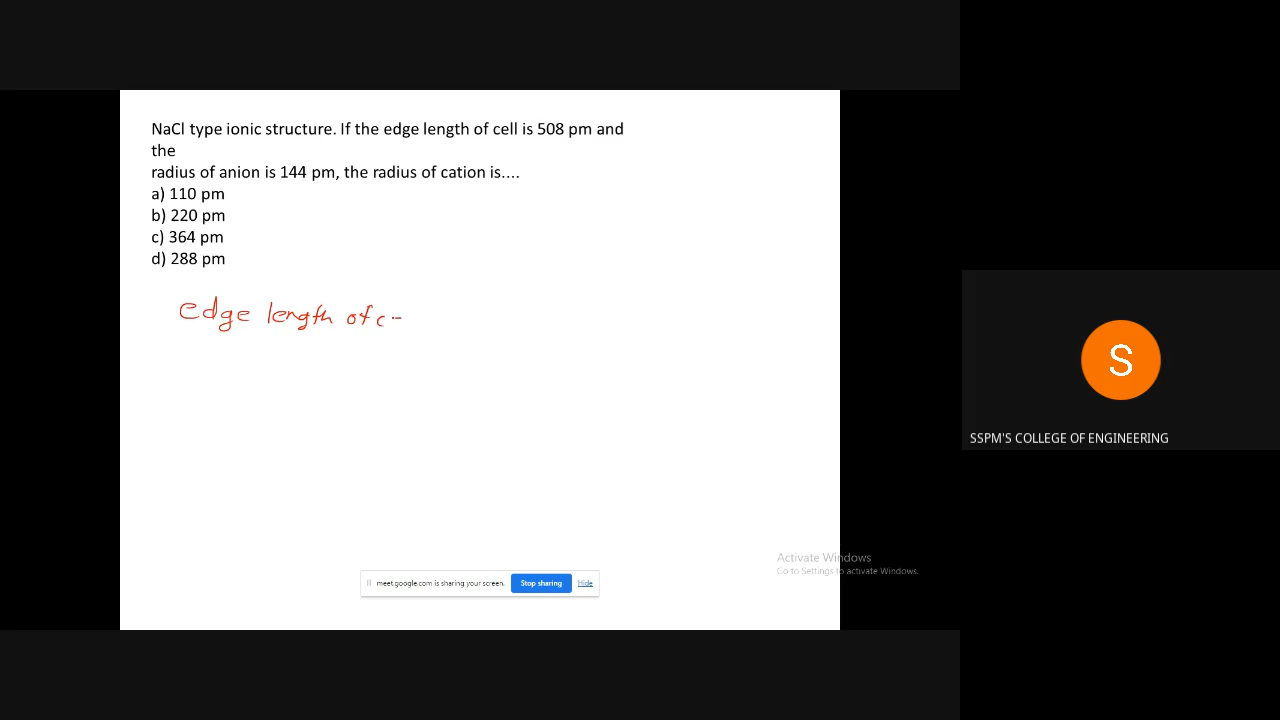 NaCl type ionic structure. If the edge length of cell is 508 pm and
the
radius of anion is 144 pm, the radius of cation is....
a) 110 pm
b) 220 pm
c) 364 pm
d) 288 pm
edge length of c
S
SSPM'S COLLEGE OF ENGINEERING
Activate Windows
Go to Settings to activate Windows.
meet.google.com is sharing your screen. Stop sharing Hide